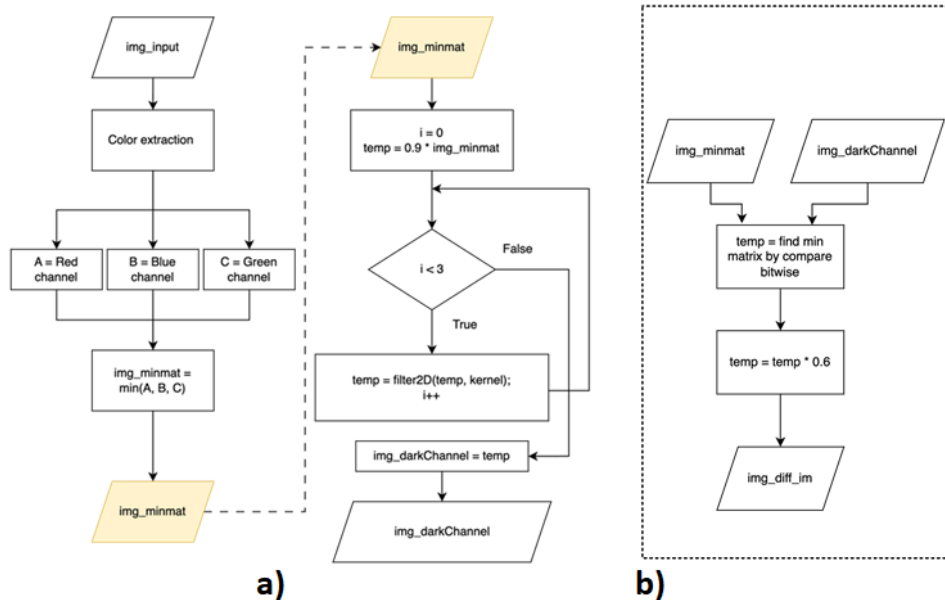 img_input
Color extraction
A = Red
channel
B = Blue
channel
C = Green
channel
img_minmat =
min(A, B, C)
img_minmat
img_minmat
i = 0
temp = 0.9 * img_minmat
i < 3
False
True
temp = filter2D(temp, kernel);
i++
img_darkChannel = temp
img_darkChannel
a)
img_minmat
img_darkChannel
temp = find min
matrix by compare
bitwise
temp = temp * 0.6
img_diff_im
b)